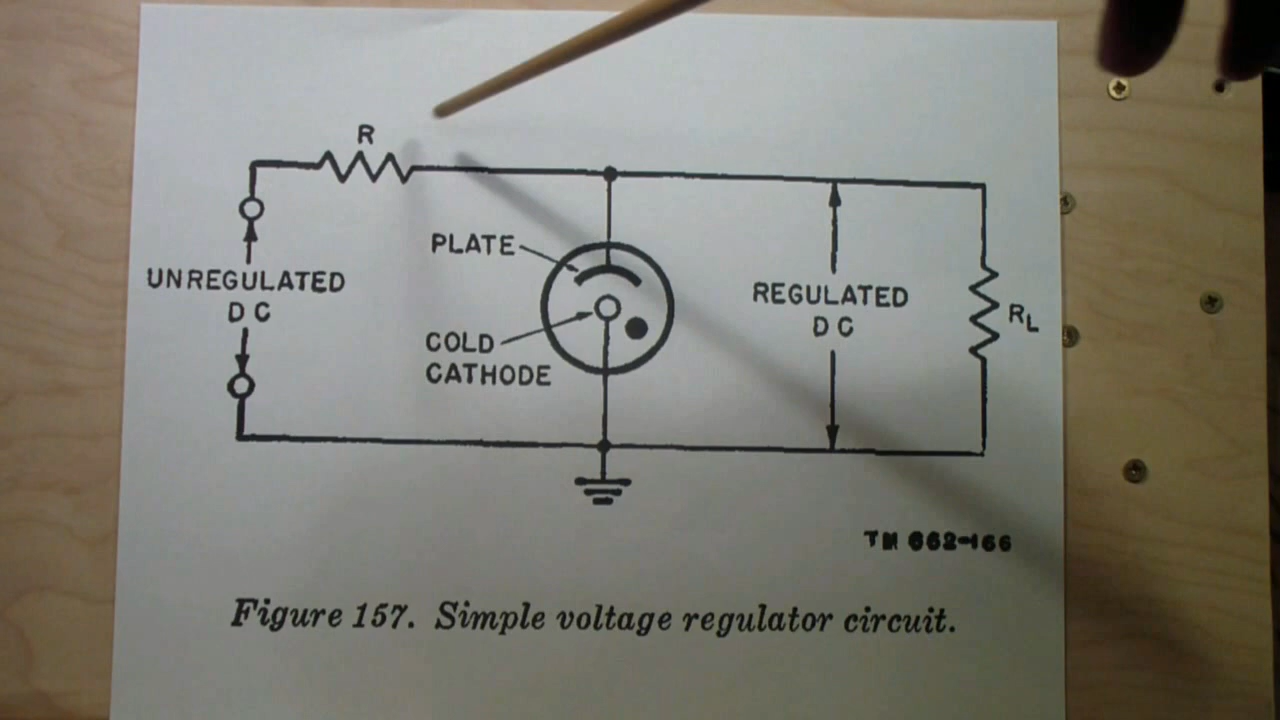 R
PLATE
UNREGULATED
DC
REGULATED
DC
RL
COLD
CATHODE
TM 662-166
Figure 157. Simple voltage regulator circuit.